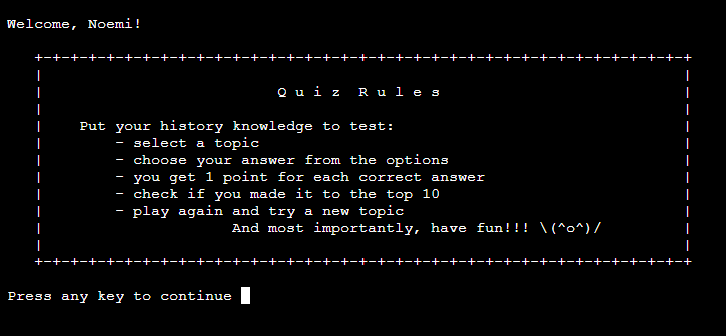 Welcome, Noemi!
+-+-+-+-+-+-+-+-+-+-+-+-+-+-+-+-+-+-+-+-+-+-+-+-+-+-+-+-+-+-+-+-+-+-+-+-+
|                                                                       |
|                          Q u i z  R u l e s                           |
|                                                                       |
|    Put your history knowledge to test:                                |
|        - select a topic                                               |
|        - choose your answer from the options                          |
|        - you get 1 point for each correct answer                      |
|        - check if you made it to the top 10                           |
|        - play again and try a new topic                               |
|                     And most importantly, have fun!!! \(^o^)/         |
|                                                                       |
+-+-+-+-+-+-+-+-+-+-+-+-+-+-+-+-+-+-+-+-+-+-+-+-+-+-+-+-+-+-+-+-+-+-+-+-+
Press any key to continue